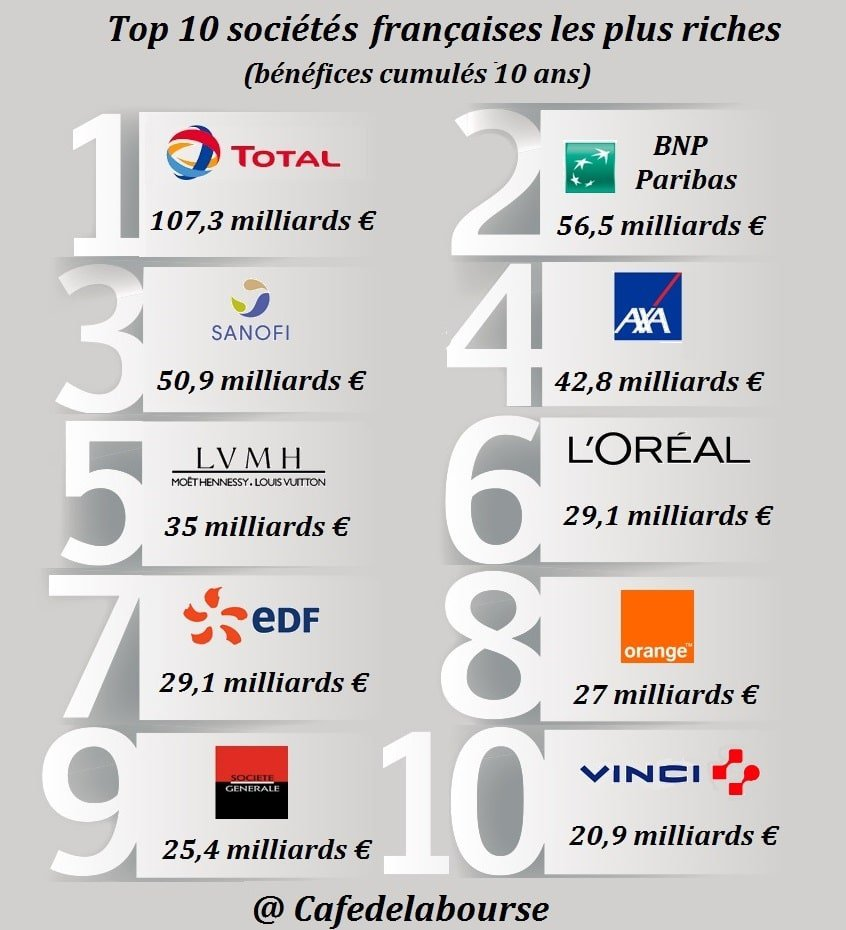 Top 10 sociétés françaises les plus riches
(bénéfices cumulés 10 ans)
1
TOTAL
107,3 milliards €
2
BNP
Paribas
56,5 milliards €
3
SANOFI
50,9 milliards €
4
AXA
42,8 milliards €
5
LVMH
MOËT HENNESSY . LOUIS VUITTON
35 milliards €
6
L'ORÉAL
29,1 milliards €
7
eDF
29,1 milliards €
8
orange™
27 milliards €
9
SOCIETE
GENERALE
25,4 milliards €
10
VINCI
20,9 milliards €
@ Cafedelabourse